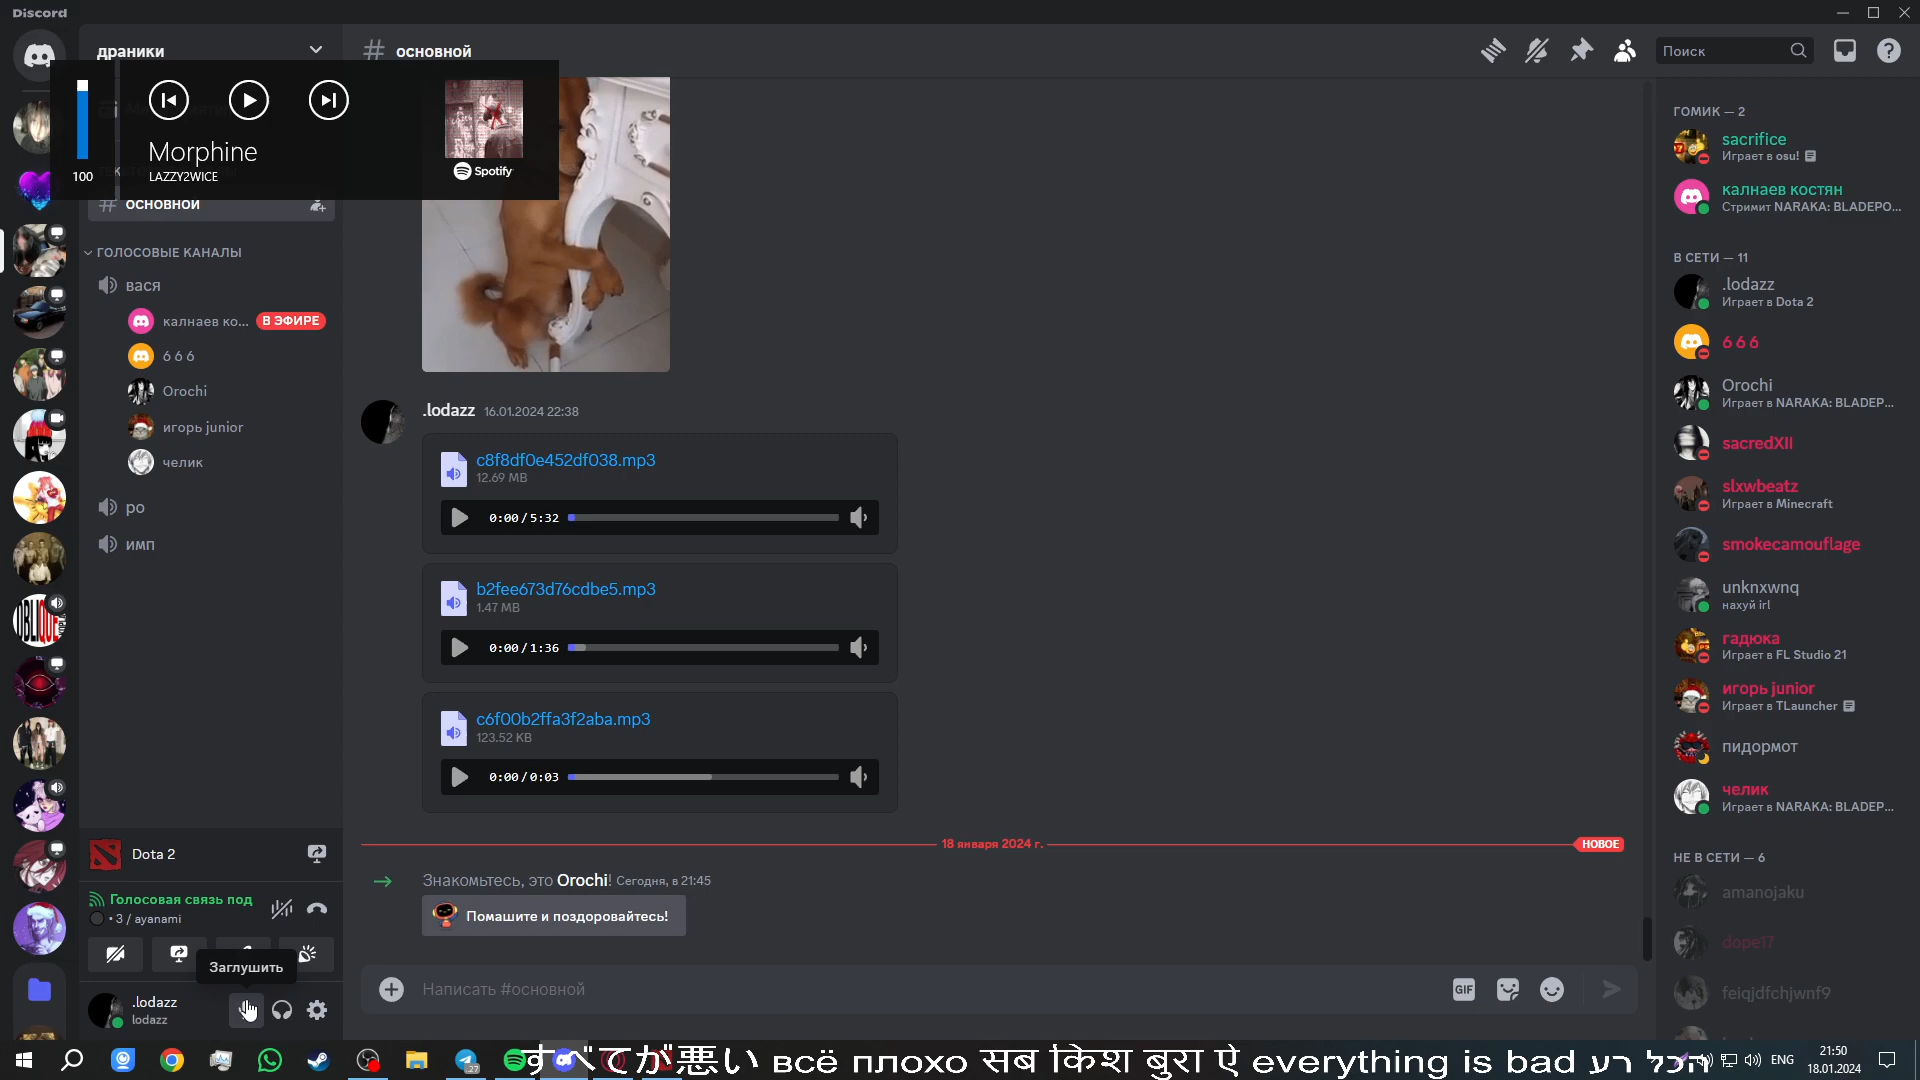 Discord
драники
основной
Поиск
Morphine
LAZZY2WICE
100
Spotify
основной
ГОЛОСОВЫЕ КАНАЛЫ
вася
калнаев ко...
В ЭФИРЕ
6 6 6
Orochi
игорь junior
челик
ро
имп
Dota 2
Голосовая связь под
3 / ayanami
Заглушить
.lodazz
lodazz
.lodazz 16.01.2024 22:38
c8f8df0e452df038.mp3
12.69 MB
0:00/5:32
b2fee673d76cdbe5.mp3
1.47 MB
0:00/1:36
c6f00b2ffa3f2aba.mp3
123.52 KB
0:00/0:03
18 января 2024 г.
НОВОЕ
Знакомьтесь, это Orochi! Сегодня, в 21:45
Помашите и поздоровайтесь!
Написать #основной
GIF
ГОМИК — 2
sacrifice
Играет в osu!
калнаев костян
Стримит NARAKA: BLADEPO...
В СЕТИ — 11
.lodazz
Играет в Dota 2
6 6 6
Orochi
Играет в NARAKA: BLADEP...
sacredXII
slxwbeatz
Играет в Minecraft
smokecamouflage
unknxwnq
нахуй irl
гадюка
Играет в FL Studio 21
игорь junior
Играет в TLauncher
пидормот
челик
Играет в NARAKA: BLADEP...
НЕ В СЕТИ — 6
amanojaku
dope17
feiqjdfchjwnf9
すべてが悪い всё плохо सब किश बुरा ऐ everything is bad הכל רע
27
ENG
21:50
18.01.2024